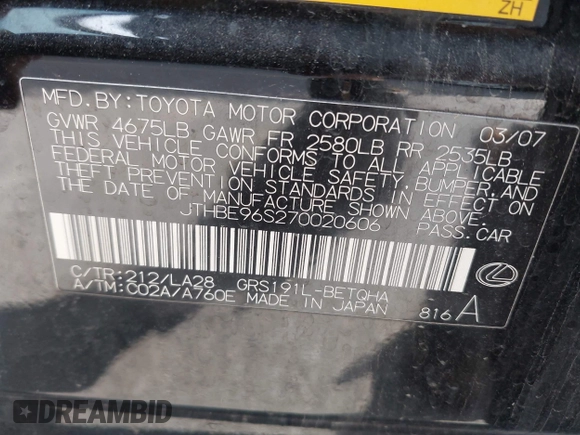 ZH
MFD. BY: TOYOTA MOTOR CORPORATION 03/07
GVWR 4675LB GAWR FR 2580LB RR 2535LB
THIS VEHICLE CONFORMS TO ALL APPLICABLE
FEDERAL MOTOR VEHICLE SAFETY, BUMPER, AND
THEFT PREVENTION STANDARDS IN EFFECT ON
THE DATE OF MANUFACTURE SHOWN ABOVE.
JTHBE96S270020606 PASS. CAR
C/TR: 212/LA28 GRS191L-BETQHA
A/TM: C02A/A760E MADE IN JAPAN 816 A
DREAMBID